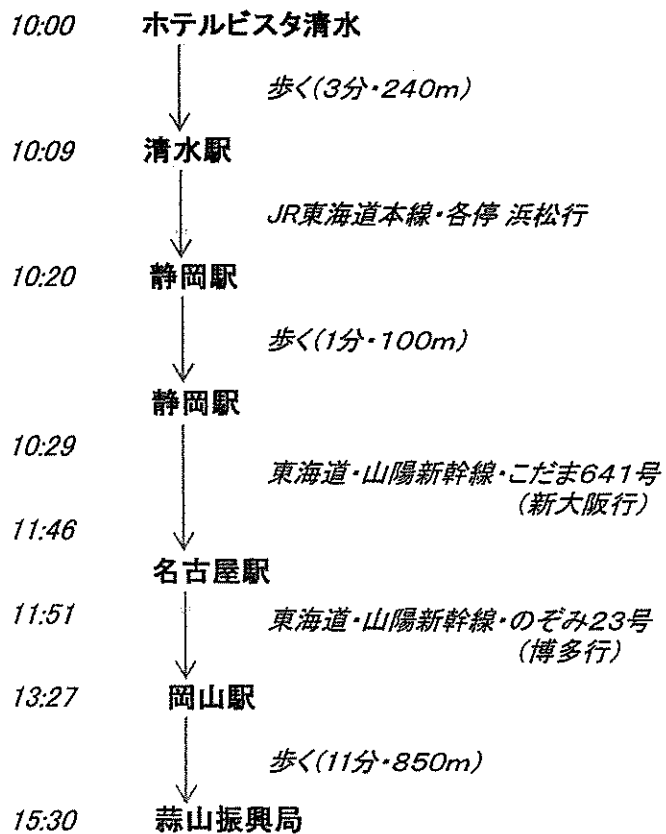 10:00 ホテルビスタ清水
歩く(3分・240m)
10:09 清水駅
JR東海道本線・各停 浜松行
10:20 静岡駅
歩く(1分・100m)
静岡駅
10:29
東海道・山陽新幹線・こだま641号
(新大阪行)
11:46
名古屋駅
11:51 東海道・山陽新幹線・のぞみ23号
(博多行)
13:27 岡山駅
歩く(11分・850m)
15:30 蒜山振興局